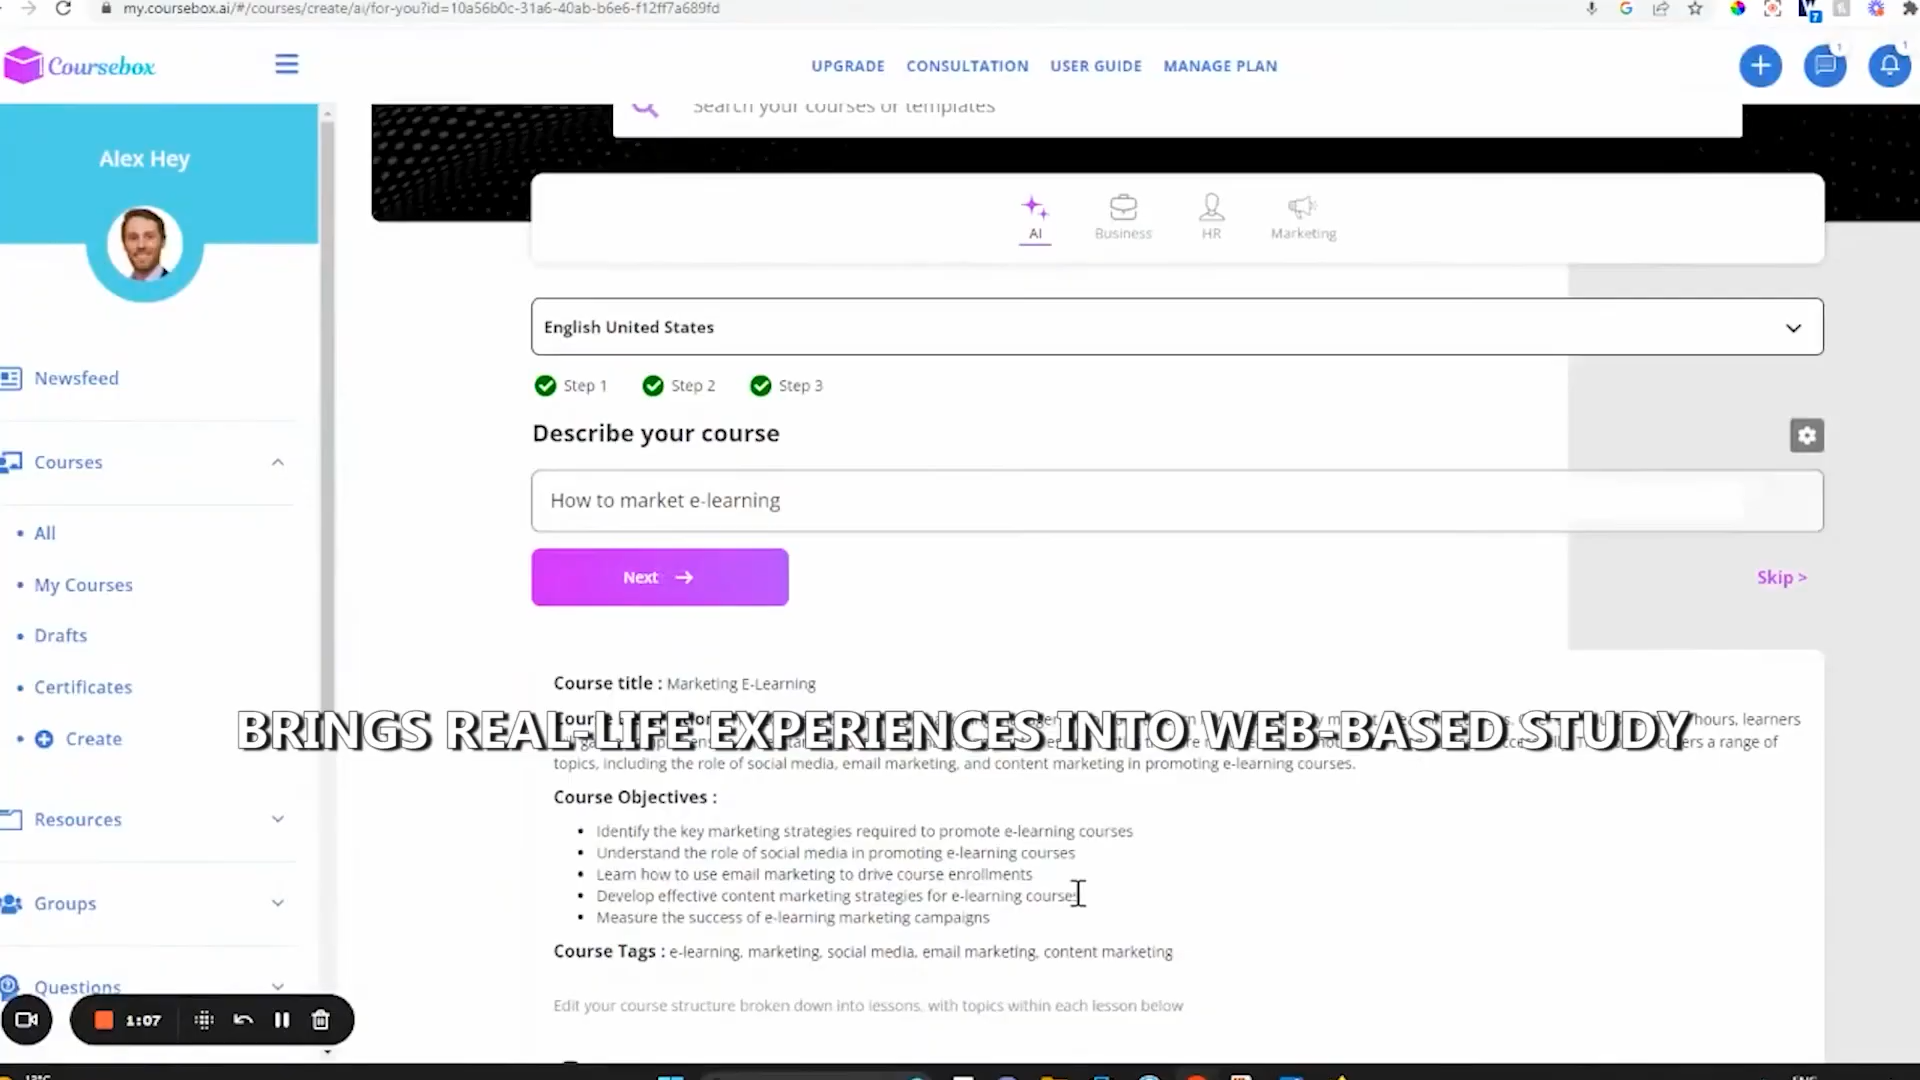 my.coursebox.ai/#/courses/create/ai/for-you?id=10a56b0c-31a6-40ab-b6e6-f12ff7a689fd
Coursebox
UPGRADE CONSULTATION USER GUIDE MANAGE PLAN
1
1
7
Search your courses or templates
Alex Hey
AI Business HR Marketing
English United States
Step 1 Step 2 Step 3
Newsfeed
Describe your course
Courses
How to market e-learning
All
Next
Skip >
My Courses
Drafts
Certificates
Create
Course title : Marketing E-Learning
BRINGS REAL-LIFE EXPERIENCES INTO WEB-BASED STUDY
hours, learners
a range of
topics, including the role of social media, email marketing, and content marketing in promoting e-learning courses.
Course Objectives :
Resources
• Identify the key marketing strategies required to promote e-learning courses
• Understand the role of social media in promoting e-learning courses
• Learn how to use email marketing to drive course enrollments
• Develop effective content marketing strategies for e-learning courses
• Measure the success of e-learning marketing campaigns
Groups
Course Tags : e-learning, marketing, social media, email marketing, content marketing
Questions
Edit your course structure broken down into lessons, with topics within each lesson below
1:07